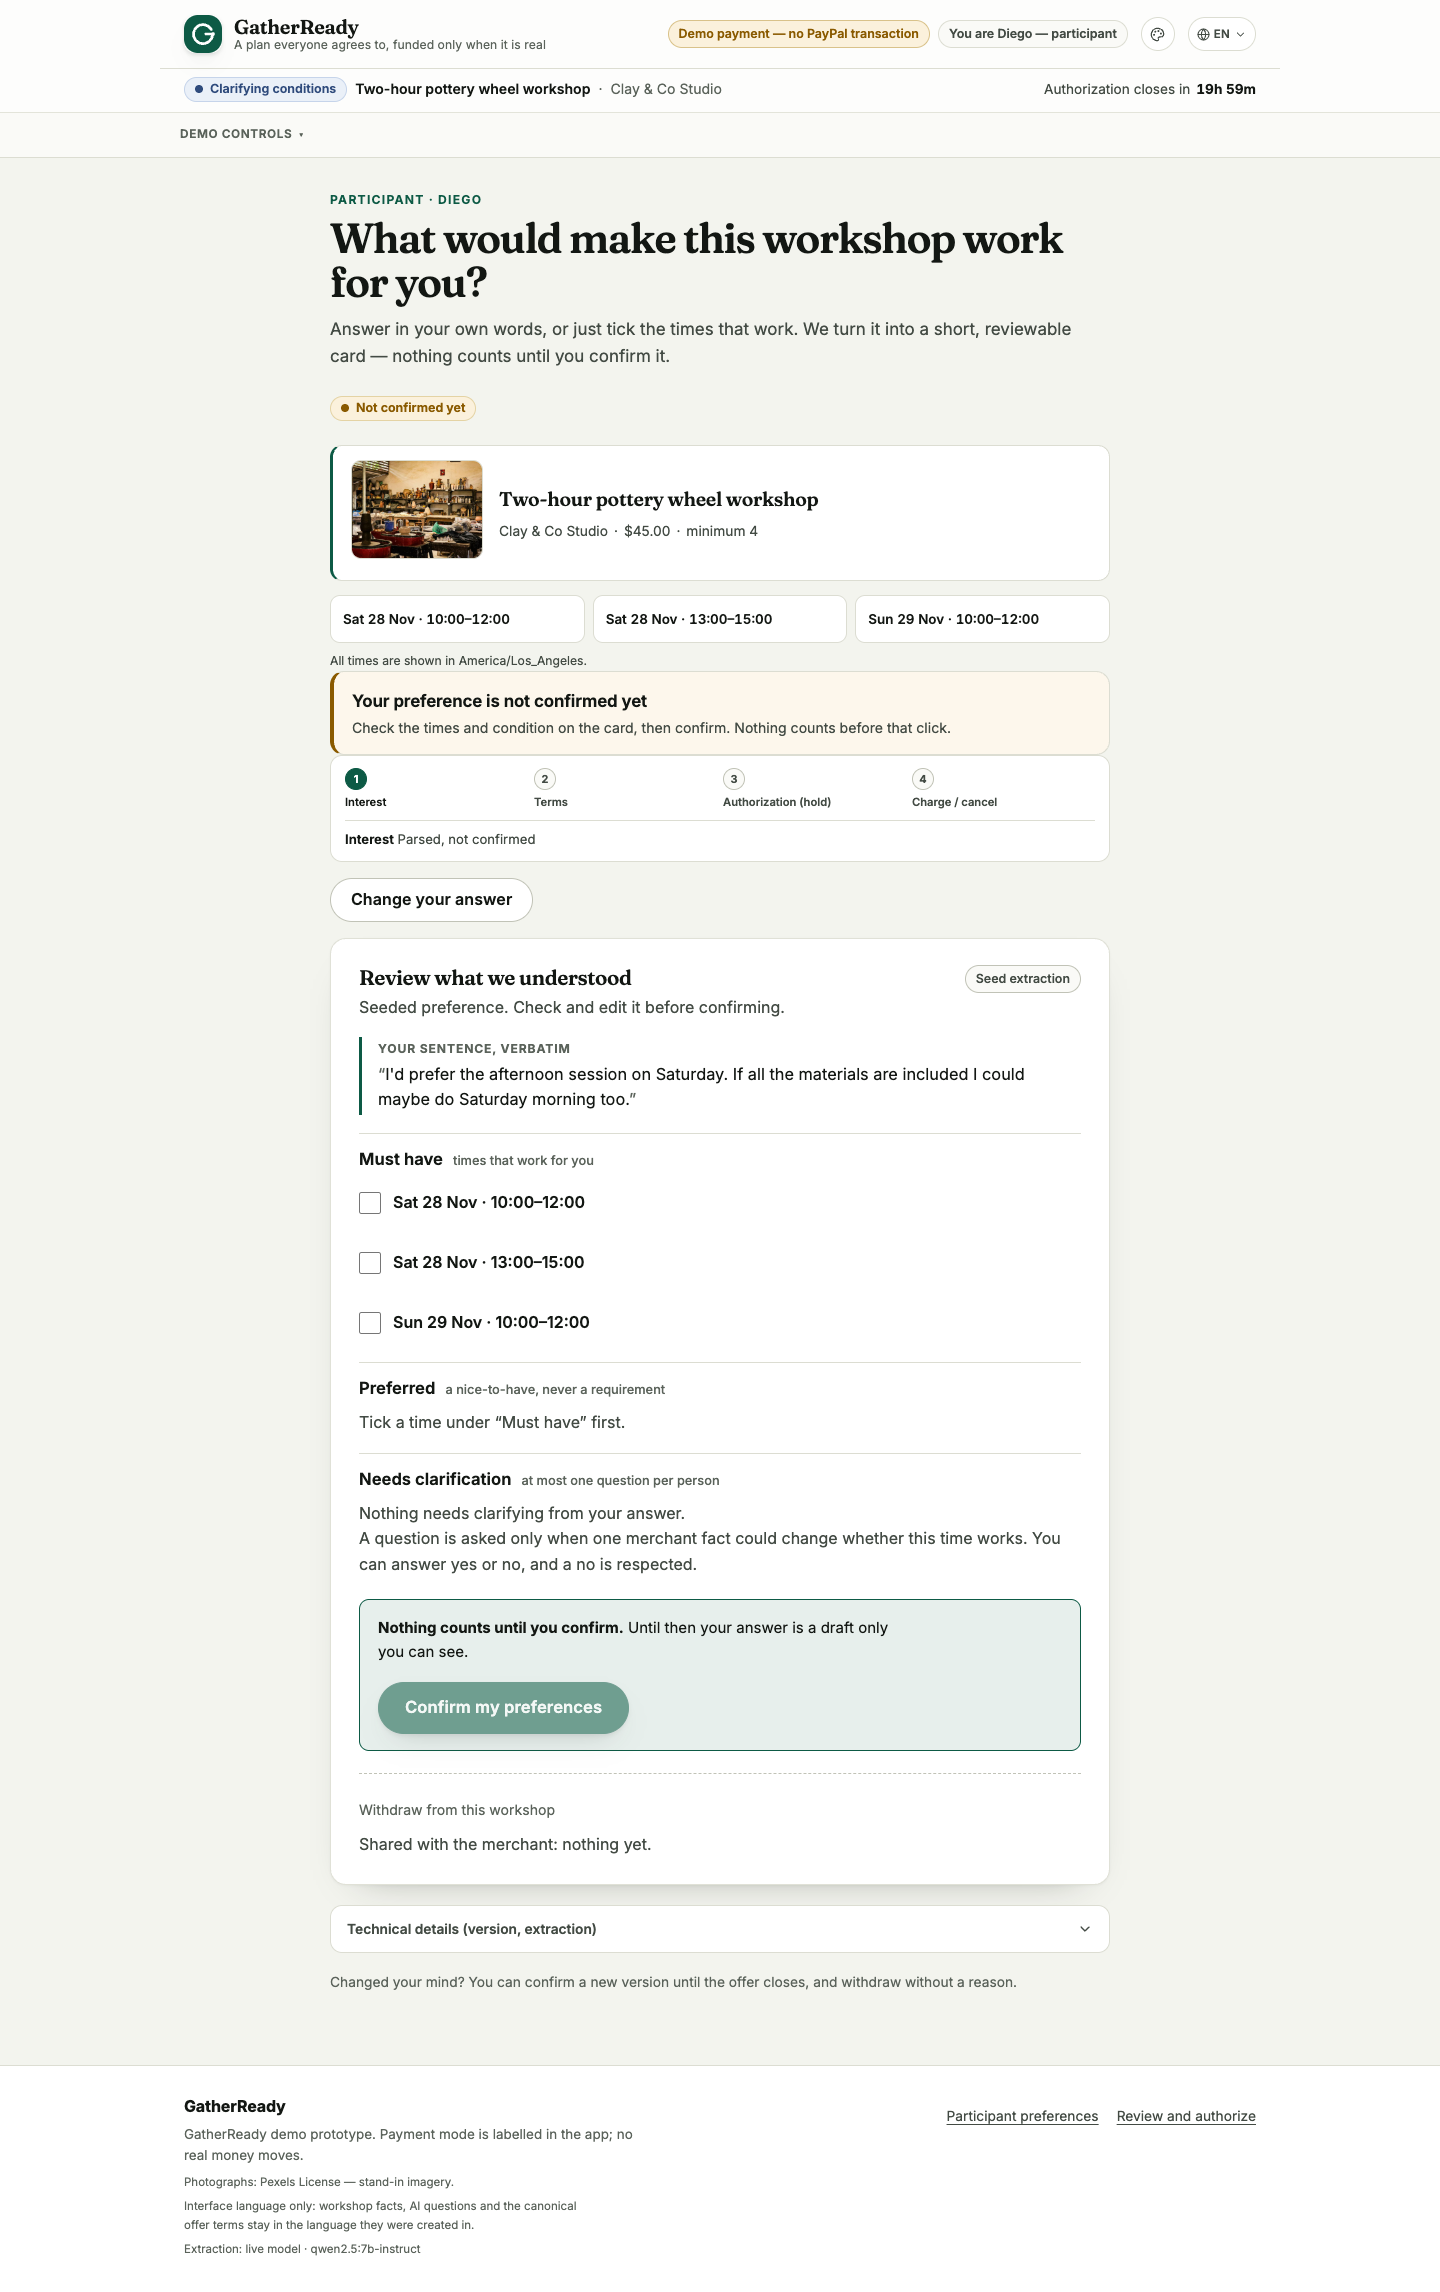 GatherReady
A plan everyone agrees to, funded only when it is real
Demo payment — no PayPal transaction
You are Diego — participant
EN
Clarifying conditions
Two-hour pottery wheel workshop · Clay & Co Studio
Authorization closes in 19h 59m
DEMO CONTROLS
PARTICIPANT · DIEGO
What would make this workshop work
for you?
Answer in your own words, or just tick the times that work. We turn it into a short, reviewable
card — nothing counts until you confirm it.
Not confirmed yet
Two-hour pottery wheel workshop
Clay & Co Studio · $45.00 · minimum 4
Sat 28 Nov · 10:00–12:00
Sat 28 Nov · 13:00–15:00
Sun 29 Nov · 10:00–12:00
All times are shown in America/Los_Angeles.
Your preference is not confirmed yet
Check the times and condition on the card, then confirm. Nothing counts before that click.
1
2
3
4
Interest
Terms
Authorization (hold)
Charge / cancel
Interest Parsed, not confirmed
Change your answer
Review what we understood
Seed extraction
Seeded preference. Check and edit it before confirming.
YOUR SENTENCE, VERBATIM
“I'd prefer the afternoon session on Saturday. If all the materials are included I could
maybe do Saturday morning too.”
Must have times that work for you
Sat 28 Nov · 10:00–12:00
Sat 28 Nov · 13:00–15:00
Sun 29 Nov · 10:00–12:00
Preferred a nice-to-have, never a requirement
Tick a time under “Must have” first.
Needs clarification at most one question per person
Nothing needs clarifying from your answer.
A question is asked only when one merchant fact could change whether this time works. You
can answer yes or no, and a no is respected.
Nothing counts until you confirm. Until then your answer is a draft only
you can see.
Confirm my preferences
Withdraw from this workshop
Shared with the merchant: nothing yet.
Technical details (version, extraction)
Changed your mind? You can confirm a new version until the offer closes, and withdraw without a reason.
GatherReady
GatherReady demo prototype. Payment mode is labelled in the app; no
real money moves.
Photographs: Pexels License — stand-in imagery.
Interface language only: workshop facts, AI questions and the canonical
offer terms stay in the language they were created in.
Extraction: live model · qwen2.5:7b-instruct
Participant preferences
Review and authorize